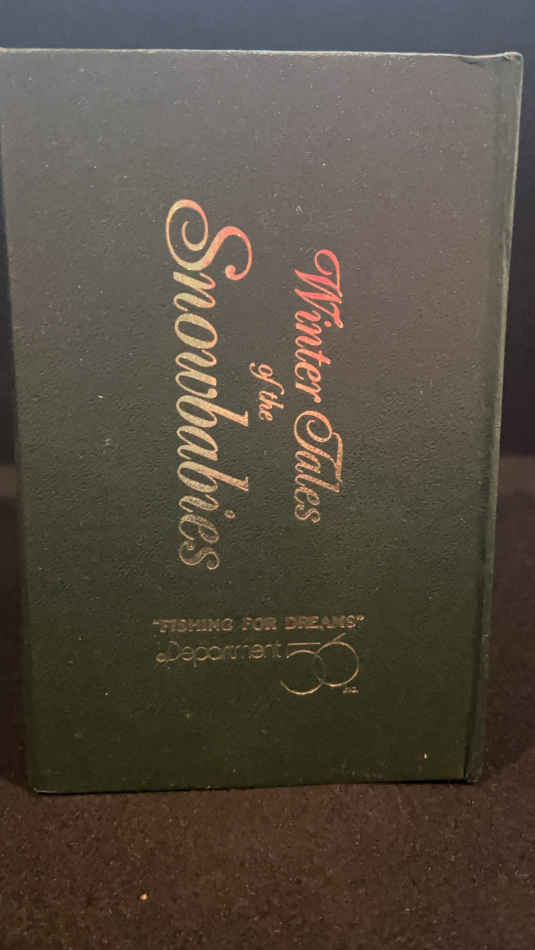 Winter Tales
of the
Snowbabies
"FISHING FOR DREAMS"
Department 56
INC.